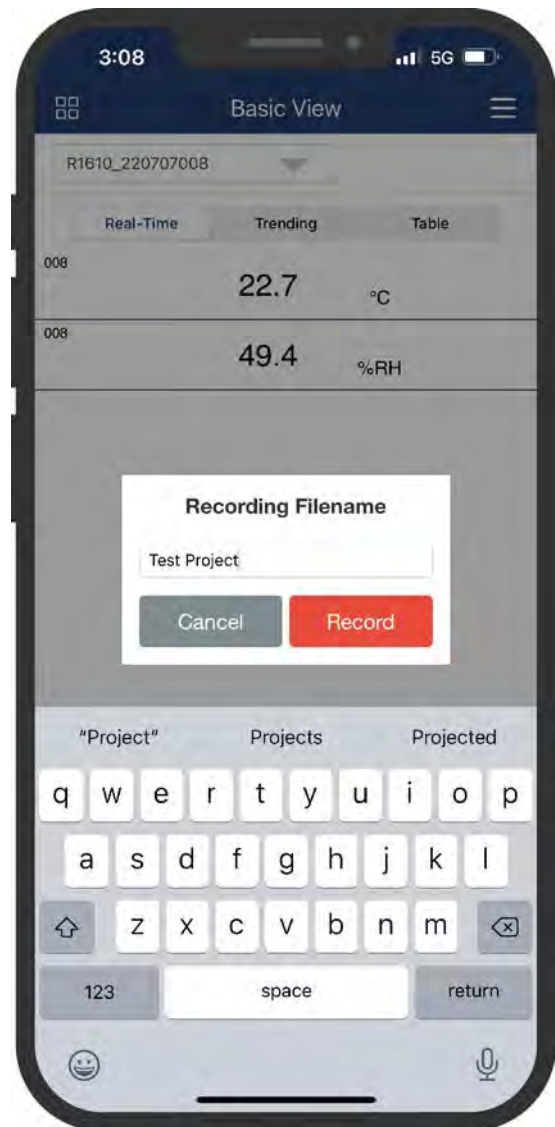 3:08 5G
Basic View
R1610_220707008
Real-Time Trending Table
008
22.7 °C
008
49.4 %RH
Recording Filename
Test Project
Cancel Record
"Project" Projects Projected
q w e r t y u i o p
a s d f g h j k l
z x c v b n m
123 space return